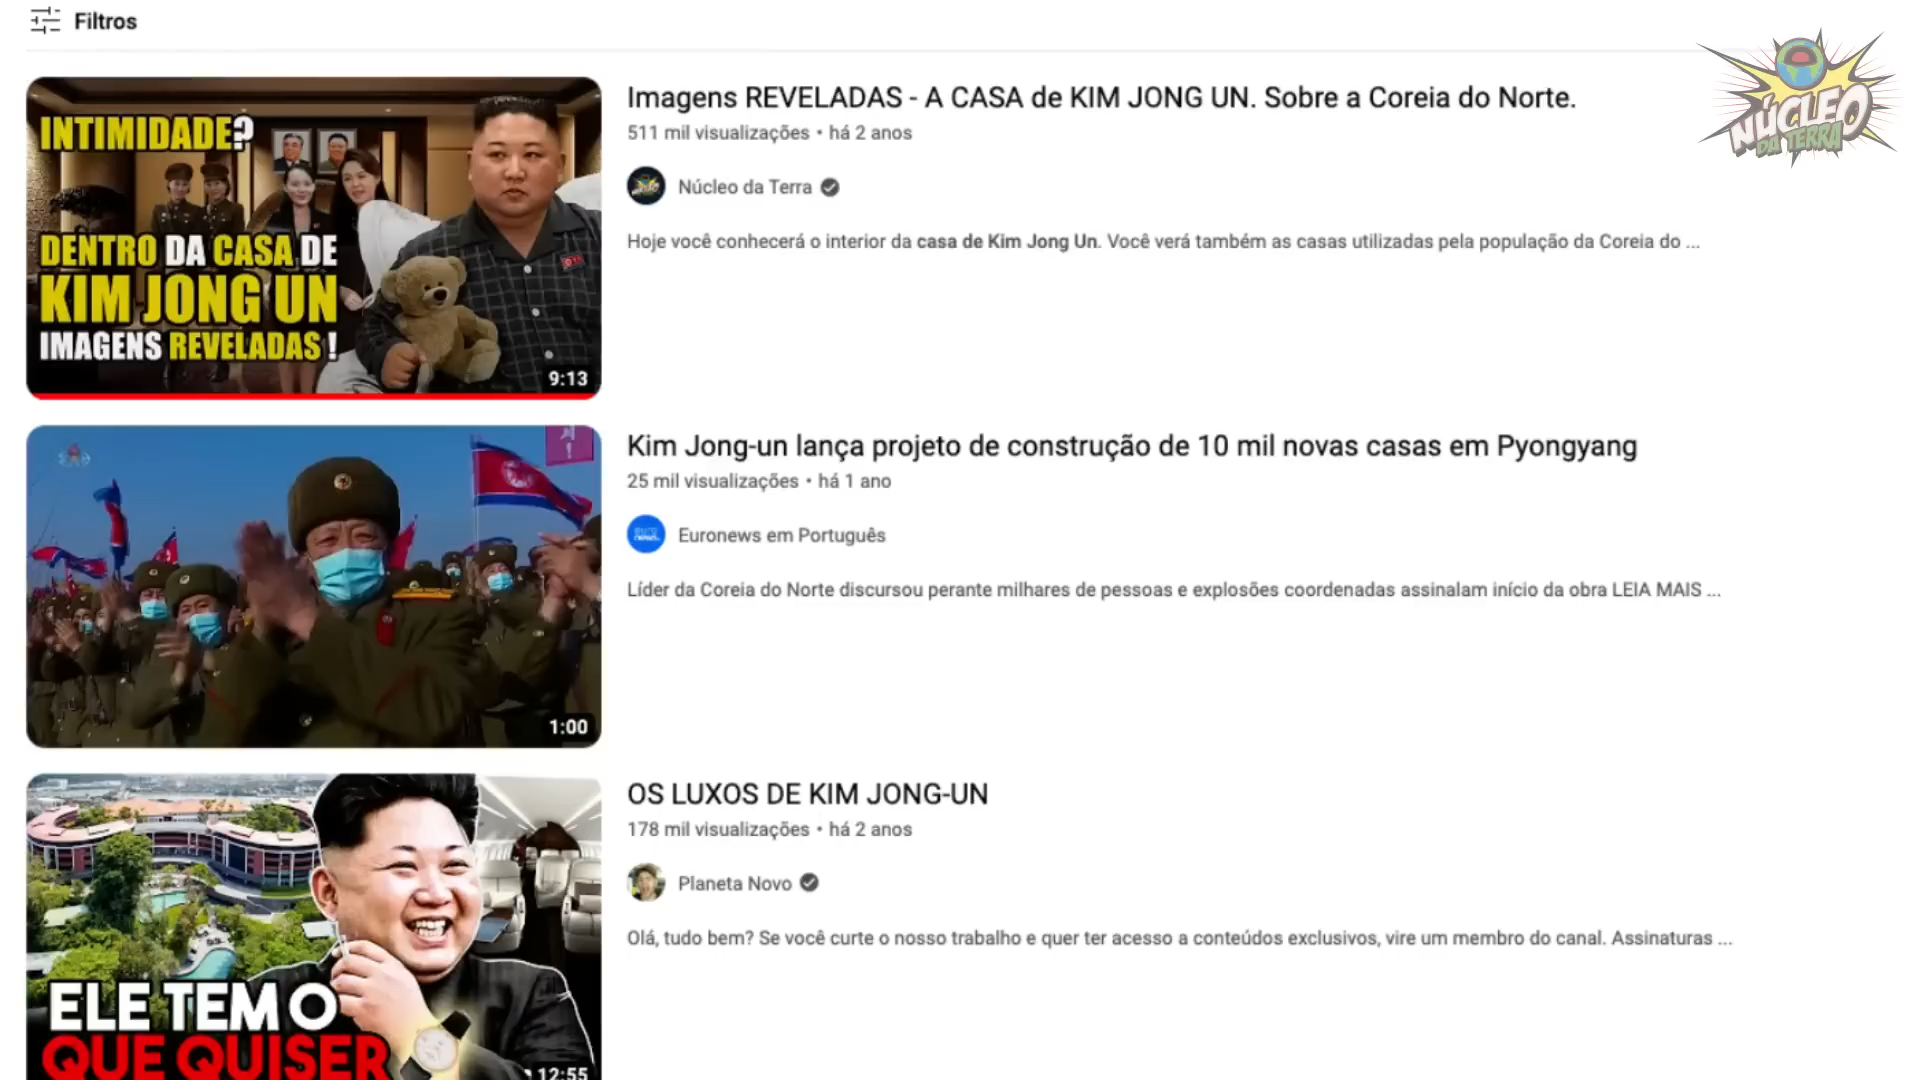 Filtros
NÚCLEO
DA TERRA
INTIMIDADE?
DENTRO DA CASA DE
KIM JONG UN
IMAGENS REVELADAS!
9:13
Imagens REVELADAS - A CASA de KIM JONG UN. Sobre a Coreia do Norte.
511 mil visualizações • há 2 anos
Núcleo da Terra
Hoje você conhecerá o interior da casa de Kim Jong Un. Você verá também as casas utilizadas pela população da Coreia do ...
1:00
Kim Jong-un lança projeto de construção de 10 mil novas casas em Pyongyang
25 mil visualizações • há 1 ano
euro
news.
Euronews em Português
Líder da Coreia do Norte discursou perante milhares de pessoas e explosões coordenadas assinalam início da obra LEIA MAIS ...
ELE TEM O
QUE QUISER
12:55
OS LUXOS DE KIM JONG-UN
178 mil visualizações • há 2 anos
Planeta Novo
Olá, tudo bem? Se você curte o nosso trabalho e quer ter acesso a conteúdos exclusivos, vire um membro do canal. Assinaturas ...